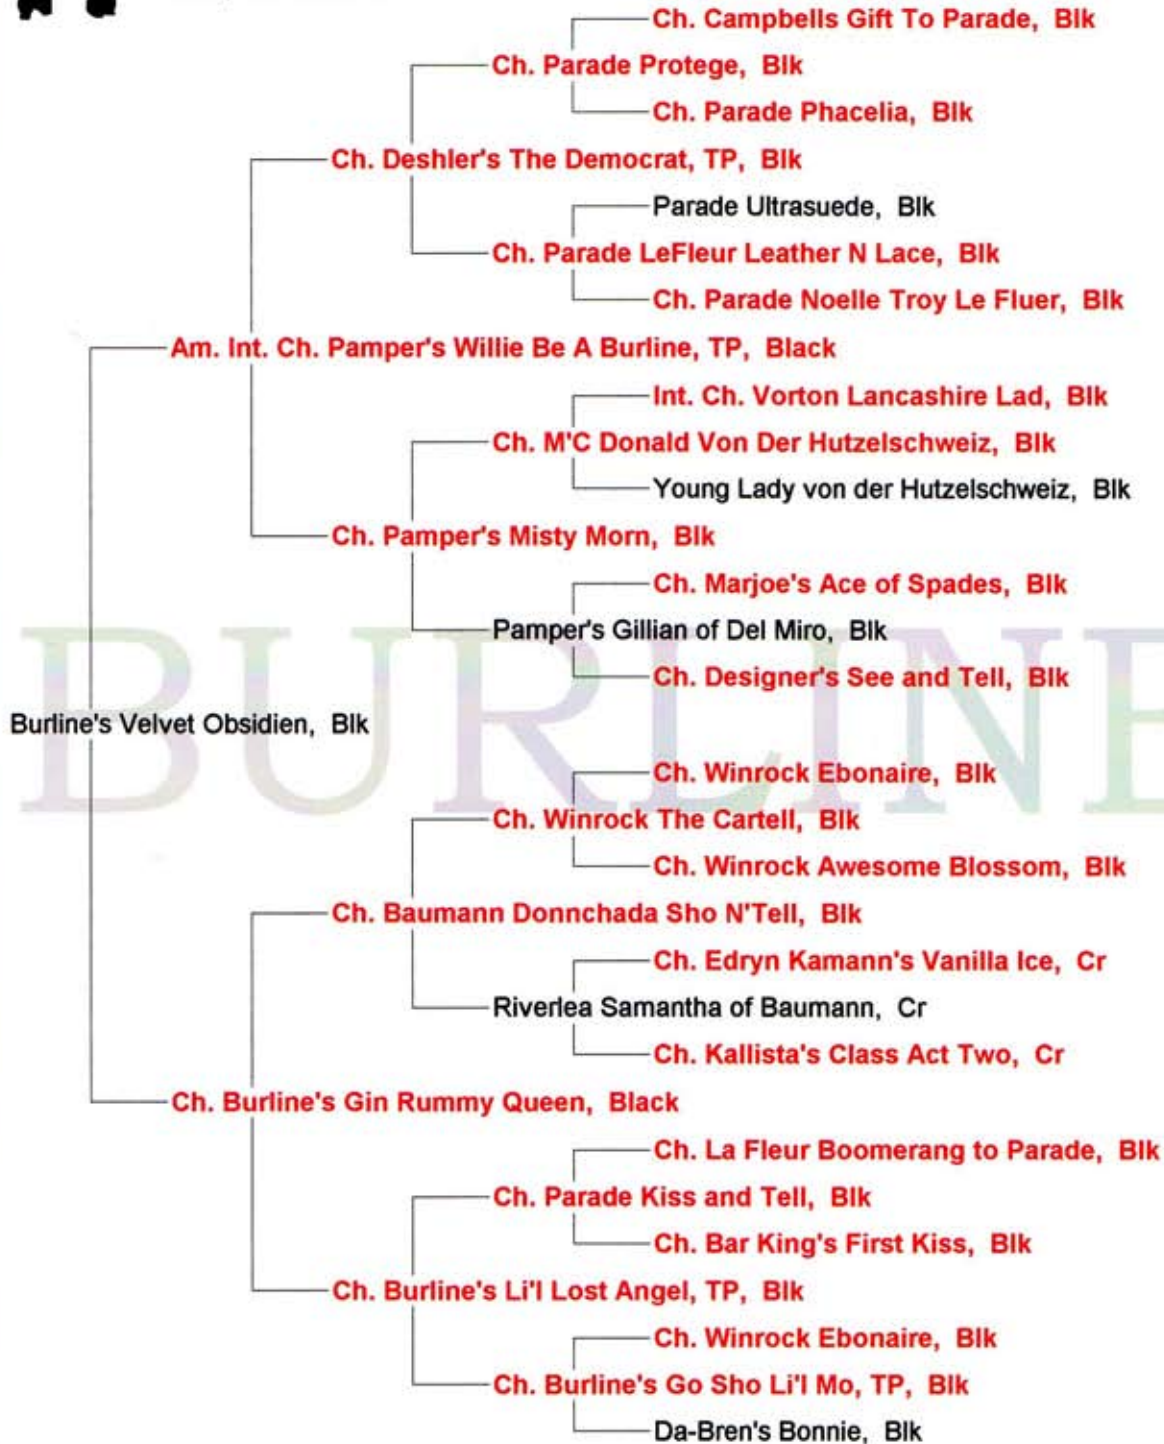 Ch. Campbells Gift To Parade, Blk
Ch. Parade Protege, Blk
Ch. Parade Phacelia, Blk
Ch. Deshler's The Democrat, TP, Blk
Parade Ultrasuede, Blk
Ch. Parade LeFleur Leather N Lace, Blk
Ch. Parade Noelle Troy Le Fluer, Blk
Am. Int. Ch. Pamper's Willie Be A Burline, TP, Black
Int. Ch. Vorton Lancashire Lad, Blk
Ch. M'C Donald Von Der Hutzelschweiz, Blk
Young Lady von der Hutzelschweiz, Blk
Ch. Pamper's Misty Morn, Blk
Ch. Marjoe's Ace of Spades, Blk
Pamper's Gillian of Del Miro, Blk
Ch. Designer's See and Tell, Blk
Burline's Velvet Obsidien, Blk
BURLINE
Ch. Winrock Ebonaire, Blk
Ch. Winrock The Cartell, Blk
Ch. Winrock Awesome Blossom, Blk
Ch. Baumann Donnchada Sho N'Tell, Blk
Ch. Edryn Kamann's Vanilla Ice, Cr
Riverlea Samantha of Baumann, Cr
Ch. Kallista's Class Act Two, Cr
Ch. Burline's Gin Rummy Queen, Black
Ch. La Fleur Boomerang to Parade, Blk
Ch. Parade Kiss and Tell, Blk
Ch. Bar King's First Kiss, Blk
Ch. Burline's Li'l Lost Angel, TP, Blk
Ch. Winrock Ebonaire, Blk
Ch. Burline's Go Sho Li'l Mo, TP, Blk
Da-Bren's Bonnie, Blk